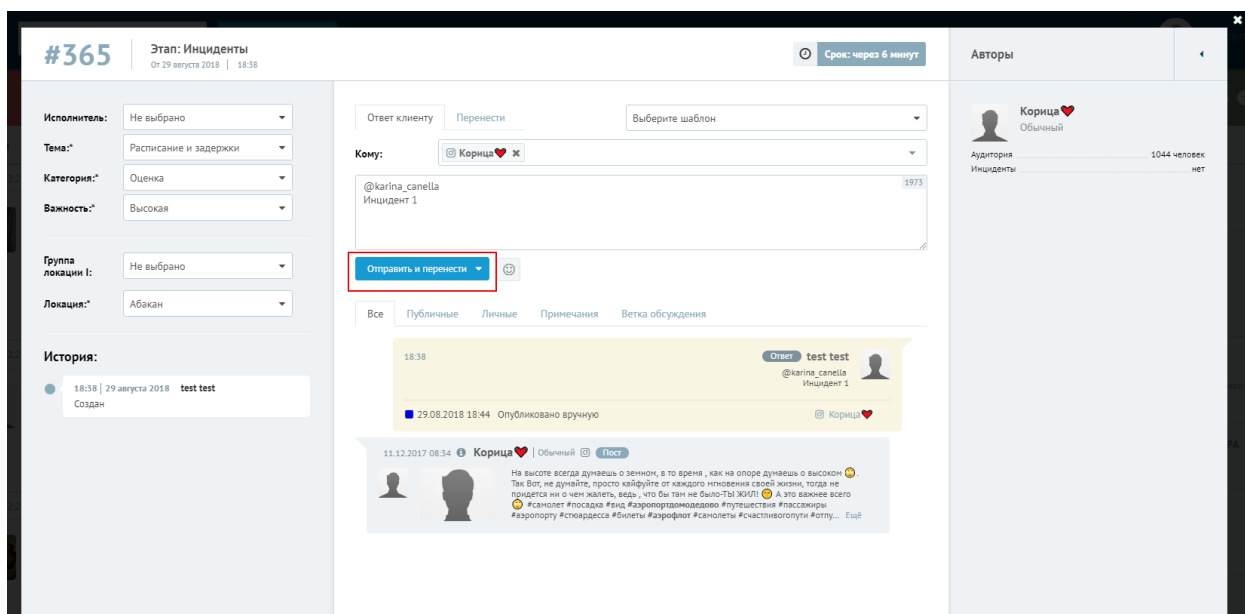 #365
Этап: Инциденты
От 29 августа 2018 | 18:38
Срок: через 6 минут
Авторы
Исполнитель: Не выбрано
Тема:* Расписание и задержки
Категория:* Оценка
Важность:* Высокая
Группа
локации I: Не выбрано
Локация:* Абакан
История:
18:38 | 29 августа 2018 test test
Создан
Ответ клиенту Перенести Выберите шаблон
Кому: Корица❤ ✖
@karina_canella 1973
Инцидент 1
Отправить и перенести
Все Публичные Личные Примечания Ветка обсуждения
18:38 Ответ test test
@karina_canella
Инцидент 1
29.08.2018 18:44 Опубликовано вручную Корица❤
11.12.2017 08:34 Корица❤ | Обычный Пост
На высоте всегда думаешь о земном, в то время , как на опоре думаешь о высоком 🙄.
Так Вот, не думайте, просто кайфуйте от каждого мгновения своей жизни, тогда не
придется ни о чем жалеть, ведь , что бы там не было-ТЫ ЖИЛ! 😁 А это важнее всего
#самолет #посадка #вид #аэропортдомодедово #путешествия #пассажиры
#аэропорту #стюардесса #билеты #аэрофлот #самолеты #счастливогопути #отпу... Ещё
Корица❤
Обычный
Аудитория 1044 человек
Инциденты нет